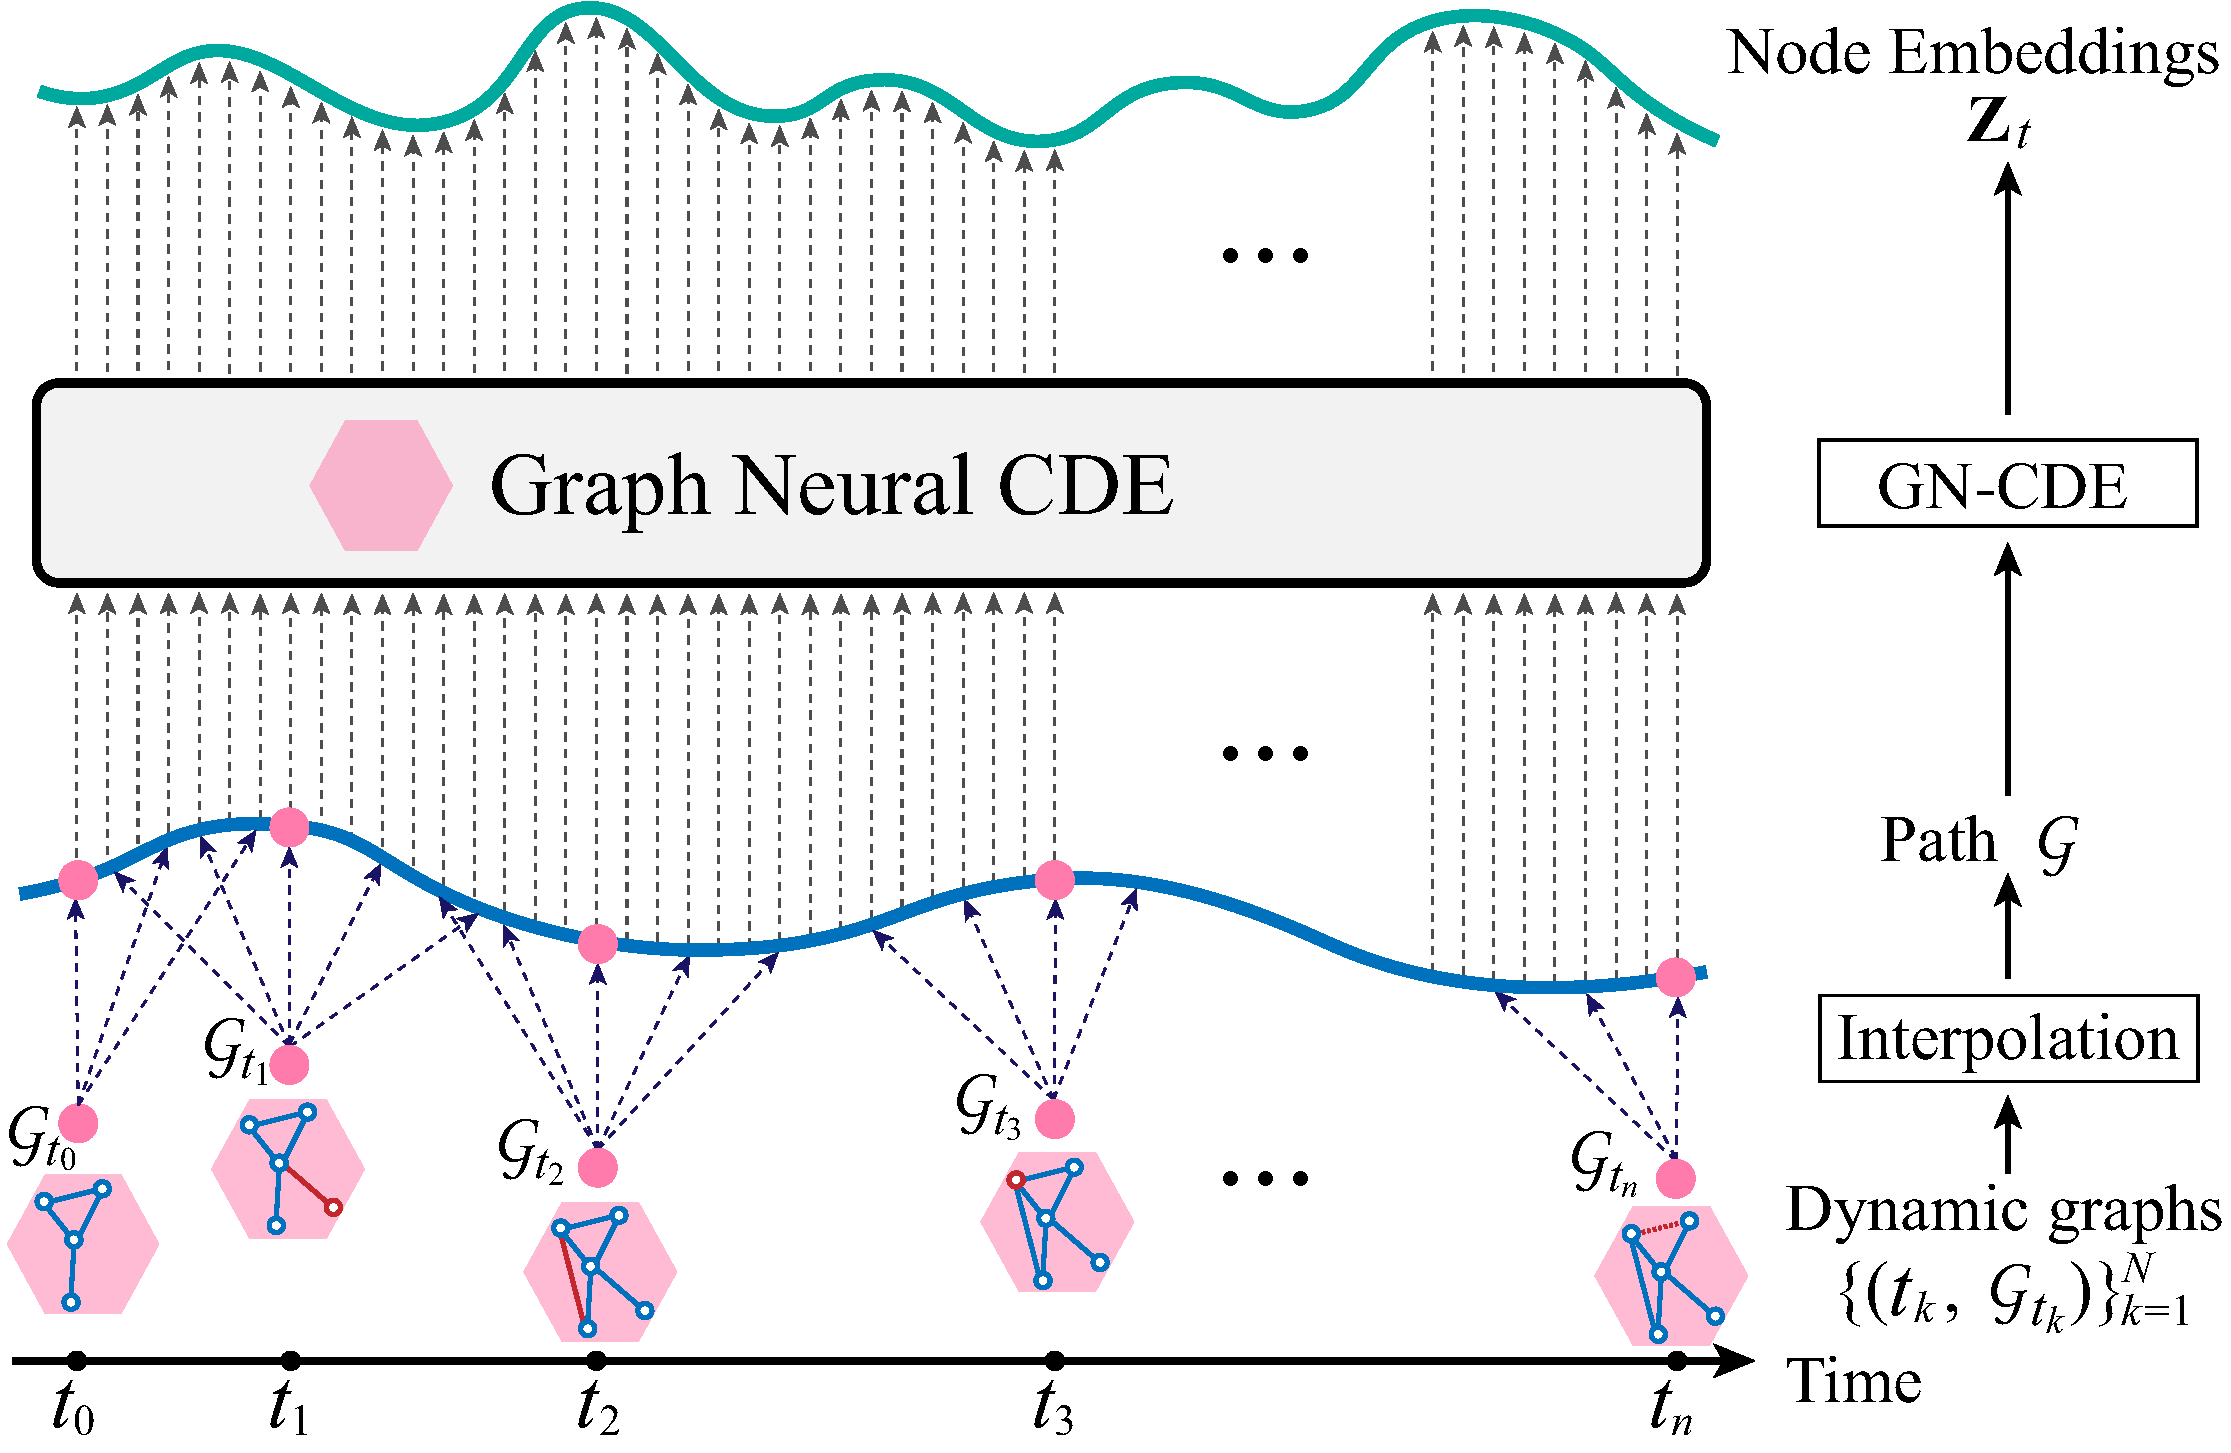 Node Embeddings
𝐙ₜ
Graph Neural CDE
GN-CDE
Path 𝒢
Interpolation
𝒢_{t_1}
𝒢_{t_0}
𝒢_{t_2}
𝒢_{t_3}
𝒢_{t_n}
Dynamic graphs
{(t_k, 𝒢_{t_k})}_{k=1}^{N}
Time
t_0 t_1 t_2 t_3 t_n